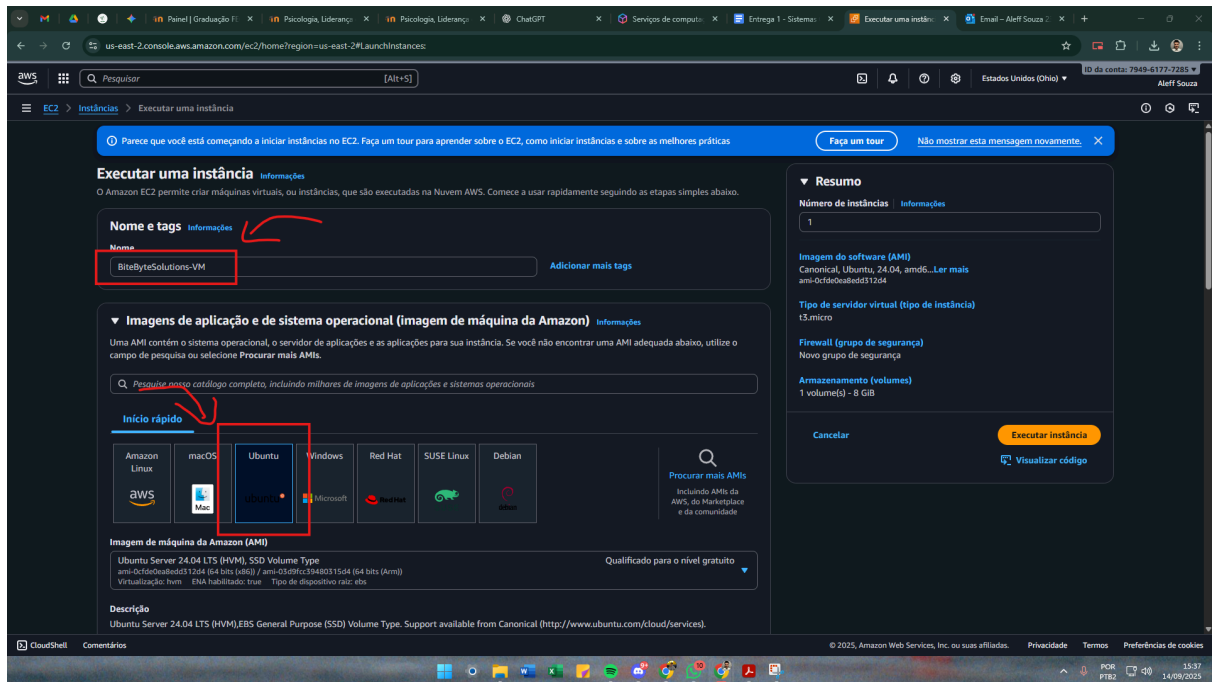 Painel | Graduação FI
Psicologia, Liderança
Psicologia, Liderança
ChatGPT
Serviços de computa
Entrega 1 - Sistemas
Executar uma instânc
Email – Aleff Souza 2
us-east-2.console.aws.amazon.com/ec2/home?region=us-east-2#LaunchInstances:
aws
Pesquisar
[Alt+S]
Estados Unidos (Ohio)
ID da conta: 7949-6177-7285
Aleff Souza
EC2 > Instâncias > Executar uma instância
Parece que você está começando a iniciar instâncias no EC2. Faça um tour para aprender sobre o EC2, como iniciar instâncias e sobre as melhores práticas
Faça um tour
Não mostrar esta mensagem novamente.
Executar uma instância Informações
O Amazon EC2 permite criar máquinas virtuais, ou instâncias, que são executadas na Nuvem AWS. Comece a usar rapidamente seguindo as etapas simples abaixo.
Nome e tags Informações
Nome
BiteByteSolutions-VM
Adicionar mais tags
Imagens de aplicação e de sistema operacional (imagem de máquina da Amazon) Informações
Uma AMI contém o sistema operacional, o servidor de aplicações e as aplicações para sua instância. Se você não encontrar uma AMI adequada abaixo, utilize o
campo de pesquisa ou selecione Procurar mais AMIs.
Pesquise nosso catálogo completo, incluindo milhares de imagens de aplicações e sistemas operacionais
Início rápido
Amazon
Linux
aws
macOS
Mac
Ubuntu
ubuntu
Windows
Microsoft
Red Hat
Red Hat
SUSE Linux
Debian
debian
Procurar mais AMIs
Incluindo AMIs da
AWS, do Marketplace
e da comunidade
Imagem de máquina da Amazon (AMI)
Ubuntu Server 24.04 LTS (HVM), SSD Volume Type
Qualificado para o nível gratuito
ami-0cfde0ea8edd312d4 (64 bits (x86)) / ami-03d9fcc39480315d4 (64 bits (Arm))
Virtualização: hvm ENA habilitado: true Tipo de dispositivo raiz: ebs
Descrição
Ubuntu Server 24.04 LTS (HVM),EBS General Purpose (SSD) Volume Type. Support available from Canonical (http://www.ubuntu.com/cloud/services).
Resumo
Número de instâncias Informações
1
Imagem do software (AMI)
Canonical, Ubuntu, 24.04, amd6...Ler mais
ami-0cfde0ea8edd312d4
Tipo de servidor virtual (tipo de instância)
t3.micro
Firewall (grupo de segurança)
Novo grupo de segurança
Armazenamento (volumes)
1 volume(s) - 8 GiB
Cancelar
Executar instância
Visualizar código
CloudShell
Comentários
© 2025, Amazon Web Services, Inc. ou suas afiliadas.
Privacidade
Termos
Preferências de cookies
POR
PTB2
15:37
14/09/2025